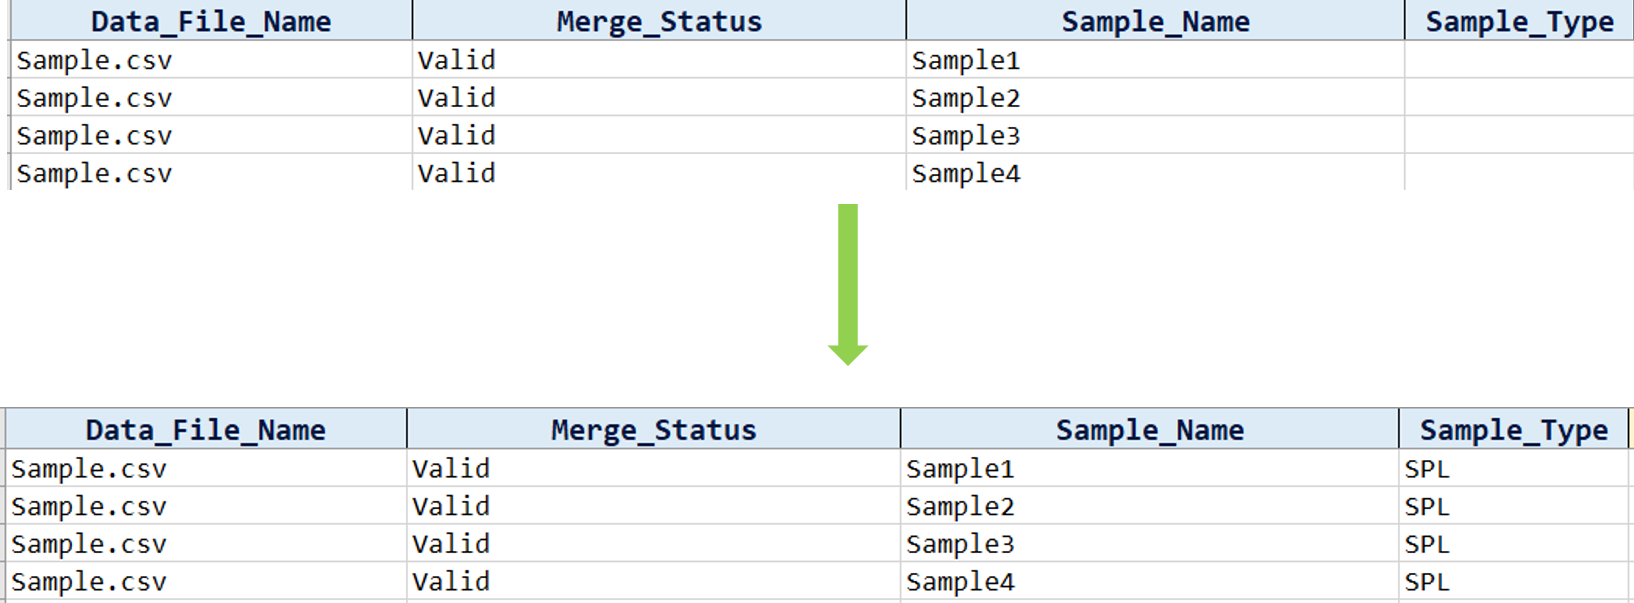 Data_File_Name Merge_Status Sample_Name Sample_Type
Sample.csv Valid Sample1
Sample.csv Valid Sample2
Sample.csv Valid Sample3
Sample.csv Valid Sample4
Data_File_Name Merge_Status Sample_Name Sample_Type
Sample.csv Valid Sample1 SPL
Sample.csv Valid Sample2 SPL
Sample.csv Valid Sample3 SPL
Sample.csv Valid Sample4 SPL